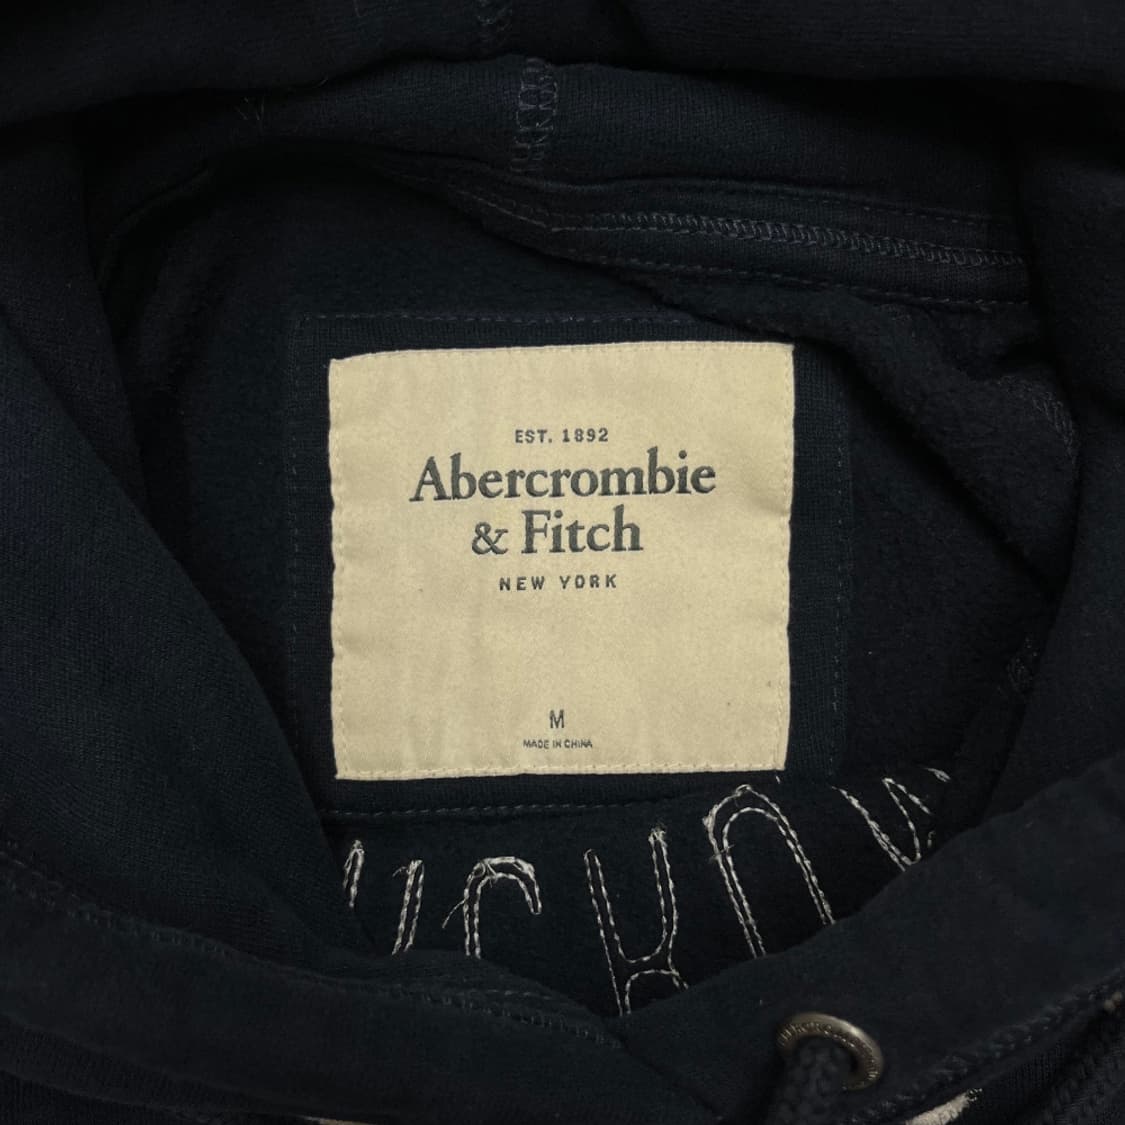 EST. 1892
Abercrombie
& Fitch
NEW YORK
M
MADE IN CHINA